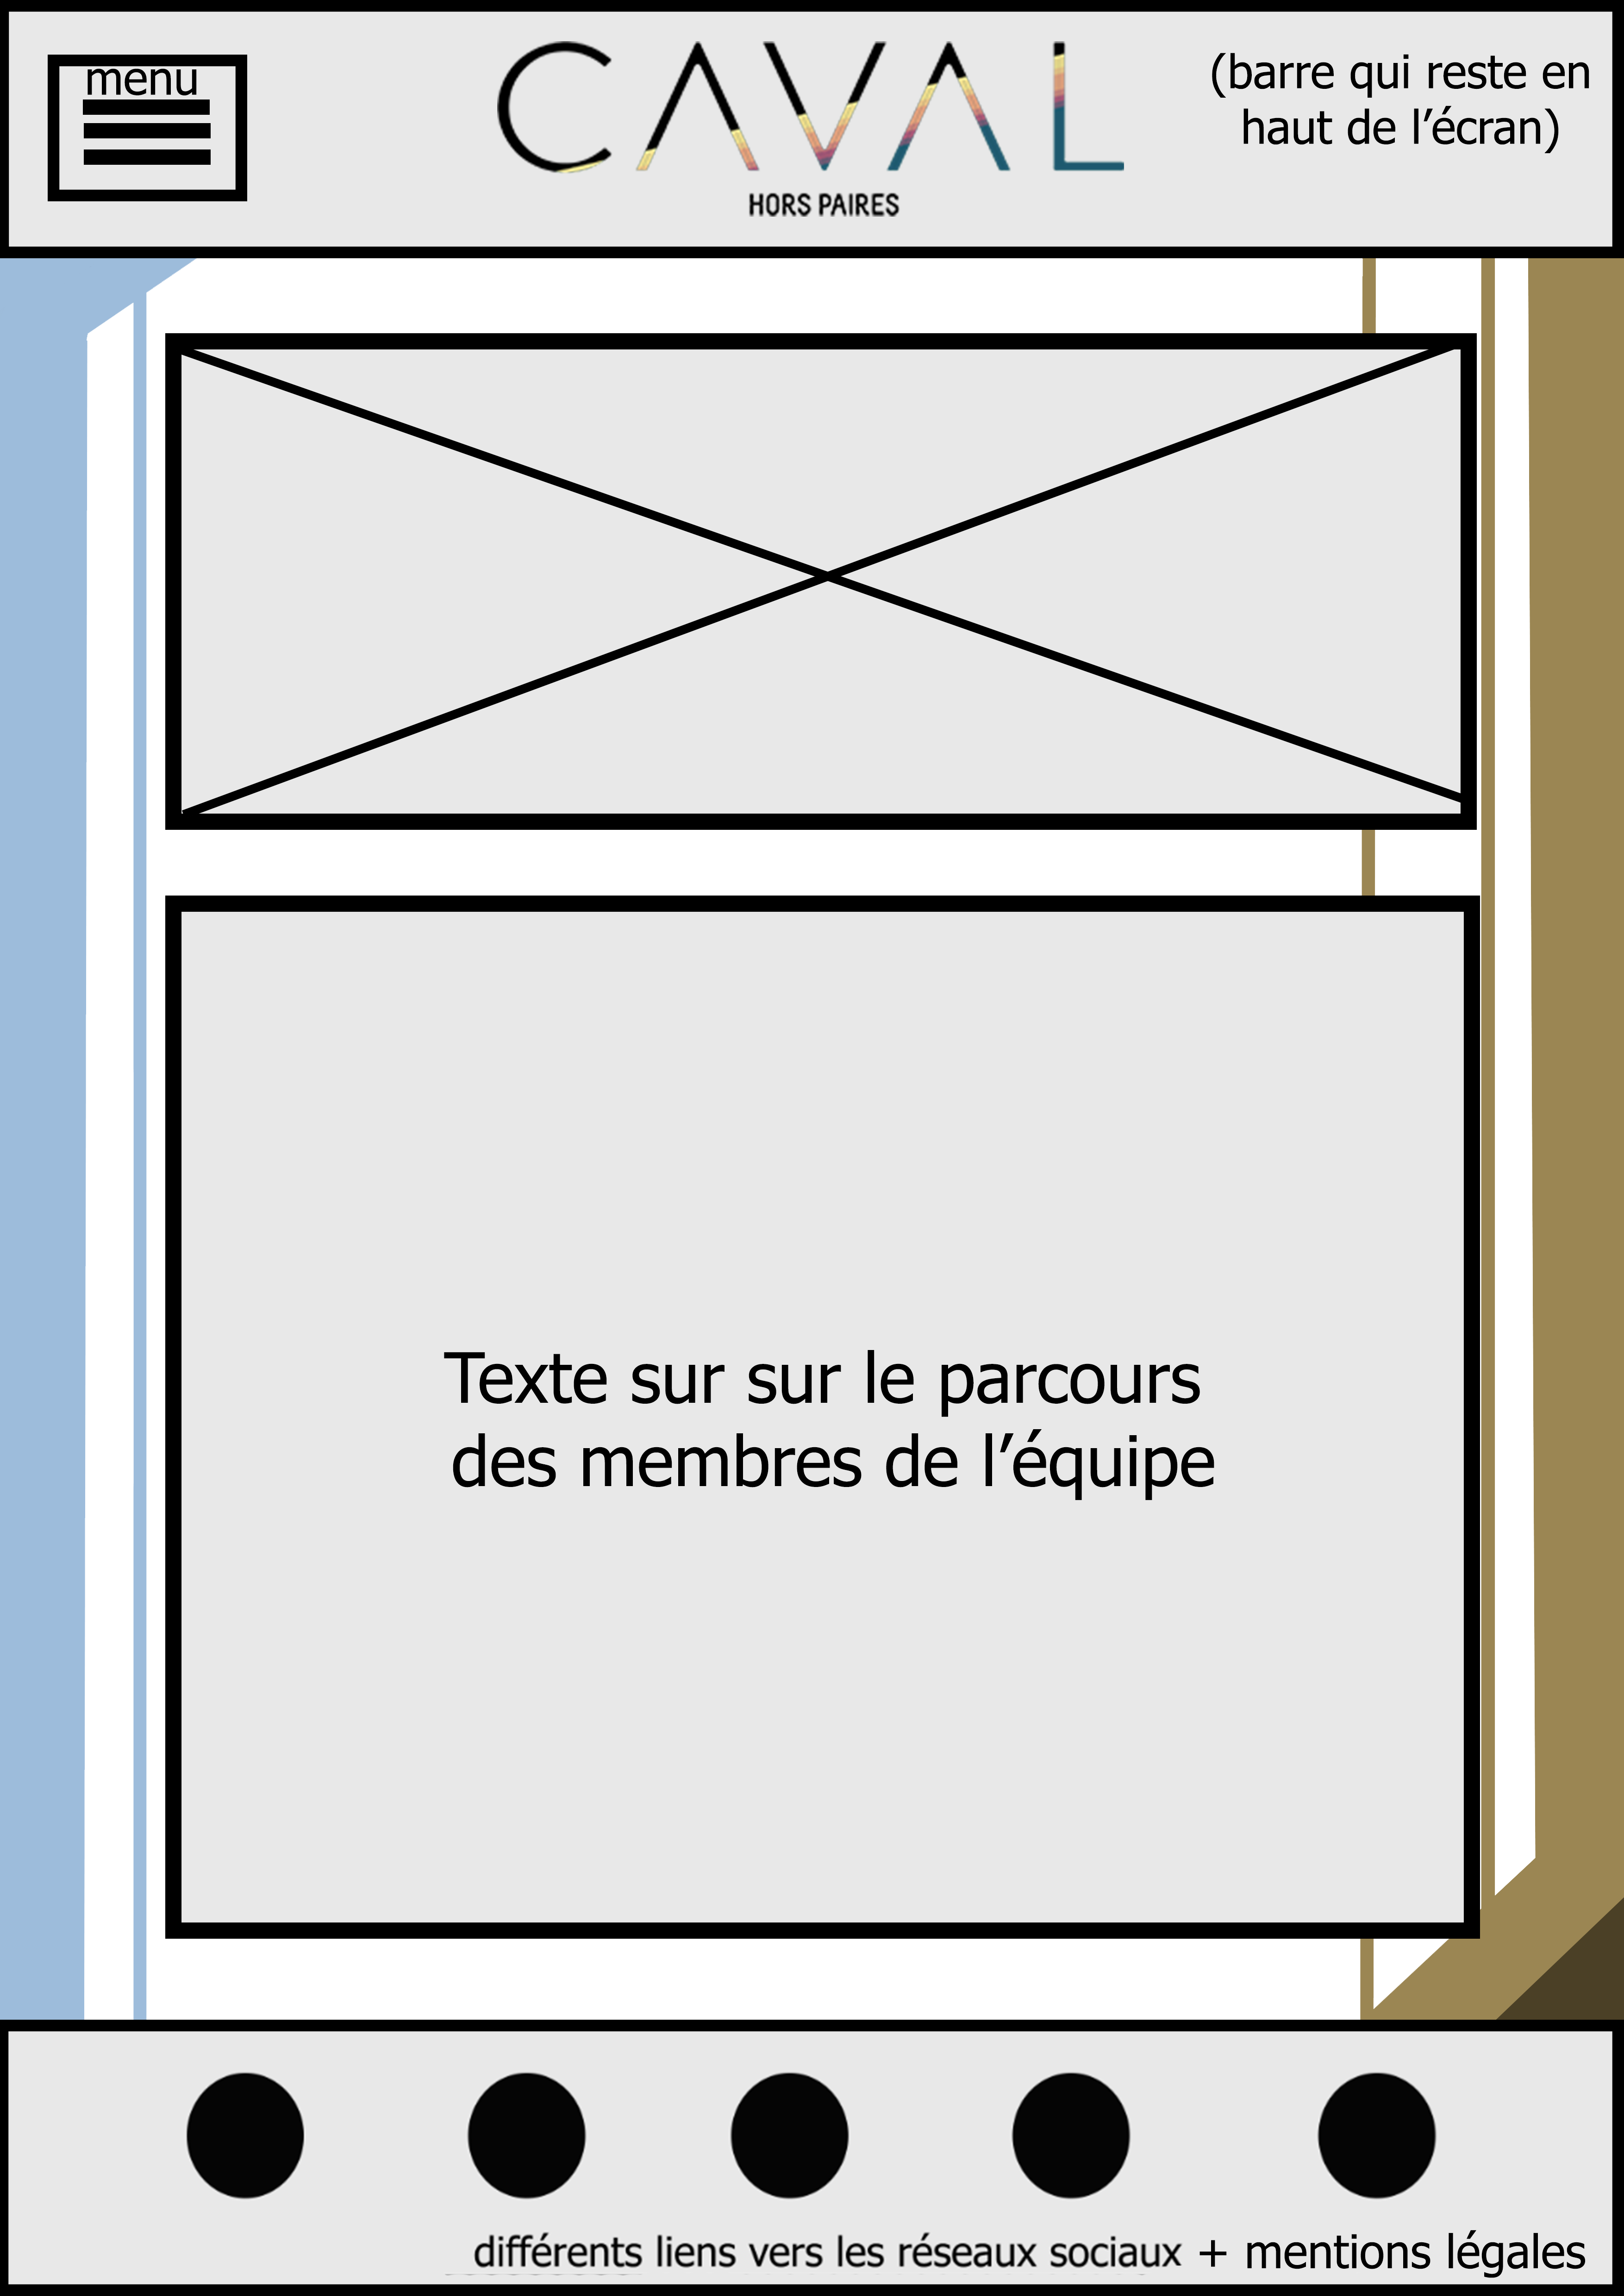 menu
CAVAL
HORS PAIRES
(barre qui reste en
haut de l’écran)
Texte sur sur le parcours
des membres de l’équipe
différents liens vers les réseaux sociaux + mentions légales